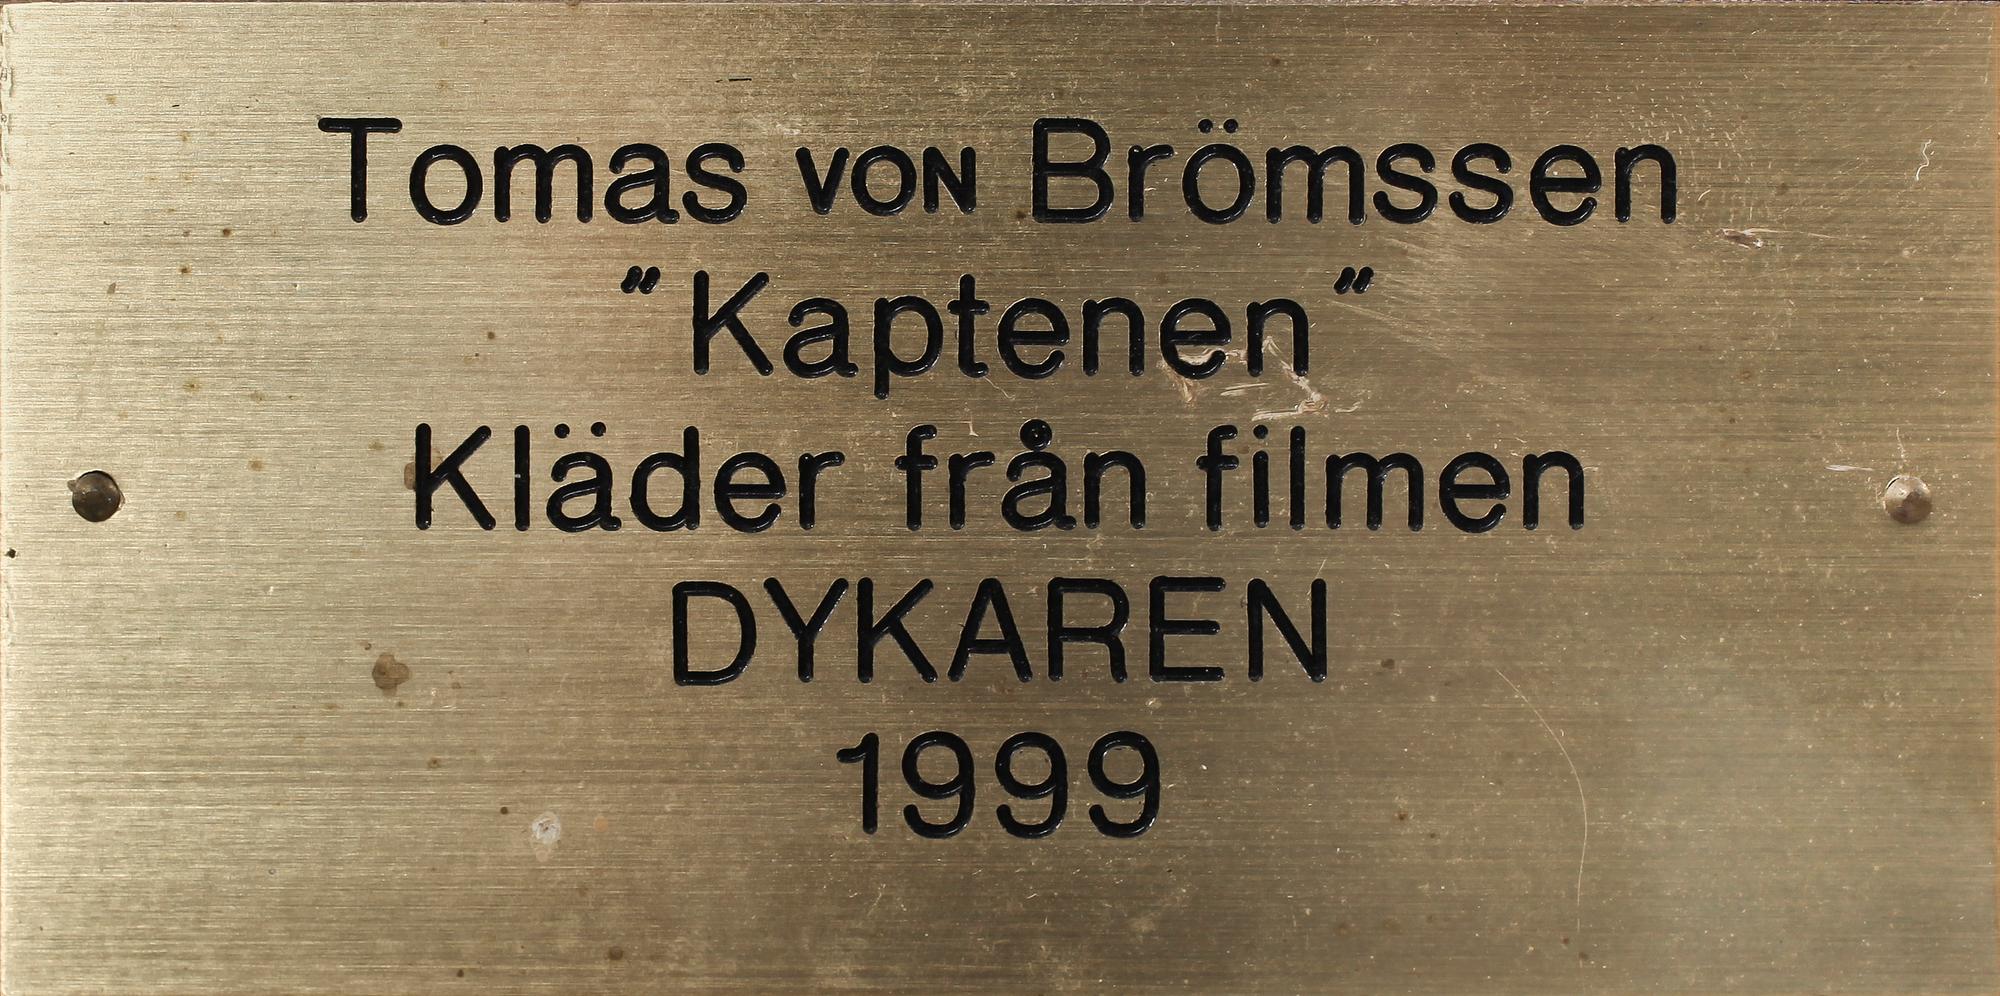 Tomas VON Brömssen
"Kaptenen"
Kläder från filmen
DYKAREN
1999